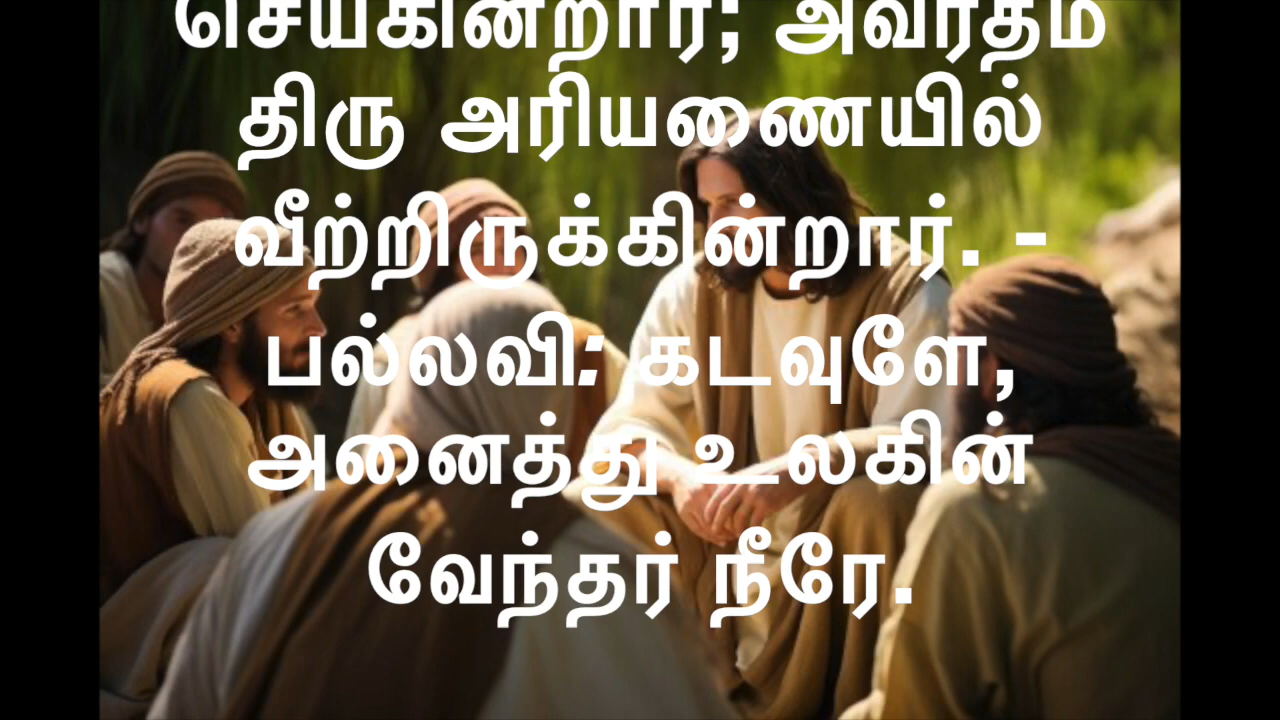 செய்கின்றார்; அவர்தம்
திரு அரியணையில்
வீற்றிருக்கின்றார். -
பல்லவி: கடவுளே,
அனைத்து உலகின்
வேந்தர் நீரே.